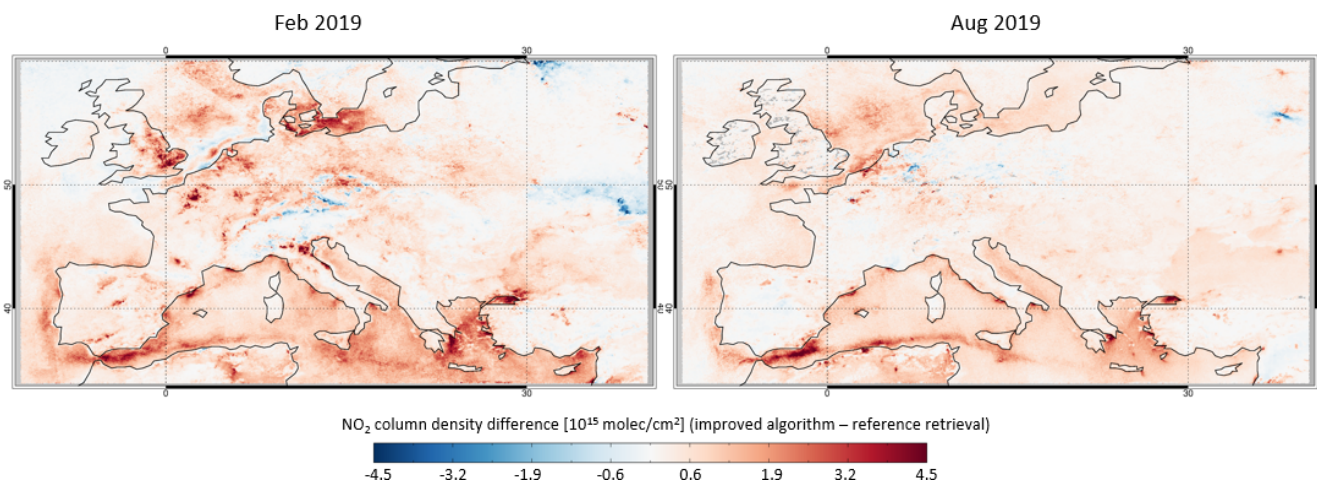 Feb 2019
Aug 2019
0 30
0 30
50
40
50
40
0 30
0 30
NO₂ column density difference [10¹⁵ molec/cm²] (improved algorithm – reference retrieval)
-4.5 -3.2 -1.9 -0.6 0.6 1.9 3.2 4.5